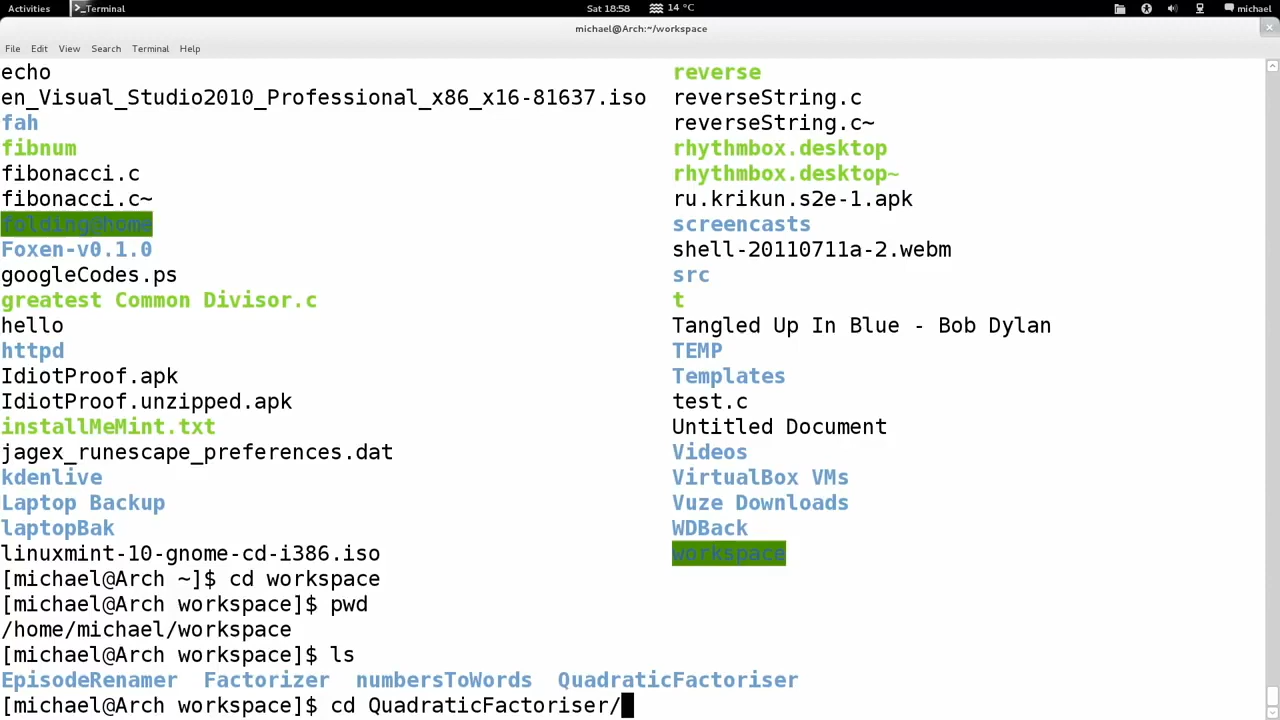 Activities Terminal Sat 18:58 14 °C michael
michael@Arch:~/workspace
File Edit View Search Terminal Help
echo reverse
en_Visual_Studio2010_Professional_x86_x16-81637.iso reverseString.c
fah reverseString.c~
fibnum rhythmbox.desktop
fibonacci.c rhythmbox.desktop~
fibonacci.c~ ru.krikun.s2e-1.apk
folding@home screencasts
Foxen-v0.1.0 shell-20110711a-2.webm
googleCodes.ps src
greatest Common Divisor.c t
hello Tangled Up In Blue - Bob Dylan
httpd TEMP
IdiotProof.apk Templates
IdiotProof.unzipped.apk test.c
installMeMint.txt Untitled Document
jagex_runescape_preferences.dat Videos
kdenlive VirtualBox VMs
Laptop Backup Vuze Downloads
laptopBak WDBack
linuxmint-10-gnome-cd-i386.iso workspace
[michael@Arch ~]$ cd workspace
[michael@Arch workspace]$ pwd
/home/michael/workspace
[michael@Arch workspace]$ ls
EpisodeRenamer Factorizer numbersToWords QuadraticFactoriser
[michael@Arch workspace]$ cd QuadraticFactoriser/